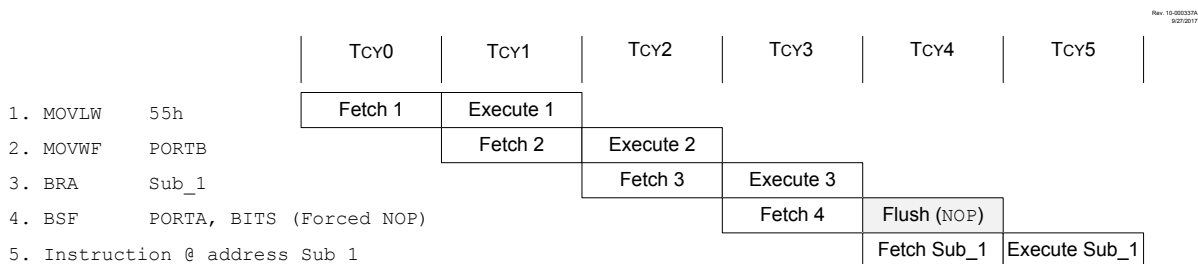 Rev. 10-000337A
9/27/2017
TCY0 TCY1 TCY2 TCY3 TCY4 TCY5
1. MOVLW 55h Fetch 1 Execute 1
2. MOVWF PORTB Fetch 2 Execute 2
3. BRA Sub_1 Fetch 3 Execute 3
4. BSF PORTA, BITS (Forced NOP) Fetch 4 Flush (NOP)
5. Instruction @ address Sub 1 Fetch Sub_1 Execute Sub_1